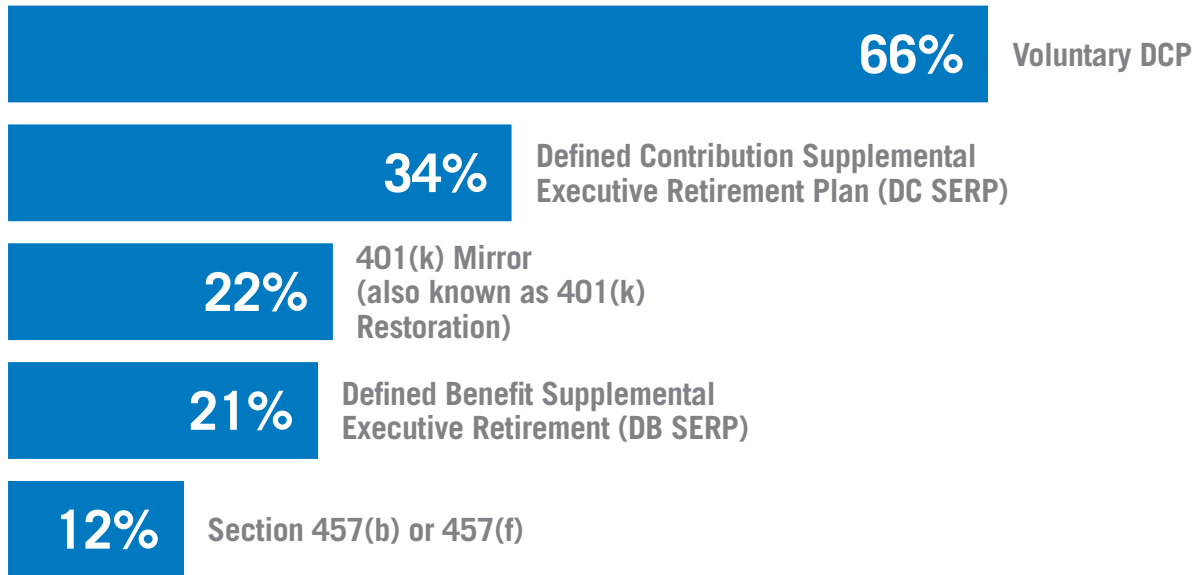 66% Voluntary DCP
34% Defined Contribution Supplemental
Executive Retirement Plan (DC SERP)
22% 401(k) Mirror
(also known as 401(k)
Restoration)
21% Defined Benefit Supplemental
Executive Retirement (DB SERP)
12% Section 457(b) or 457(f)